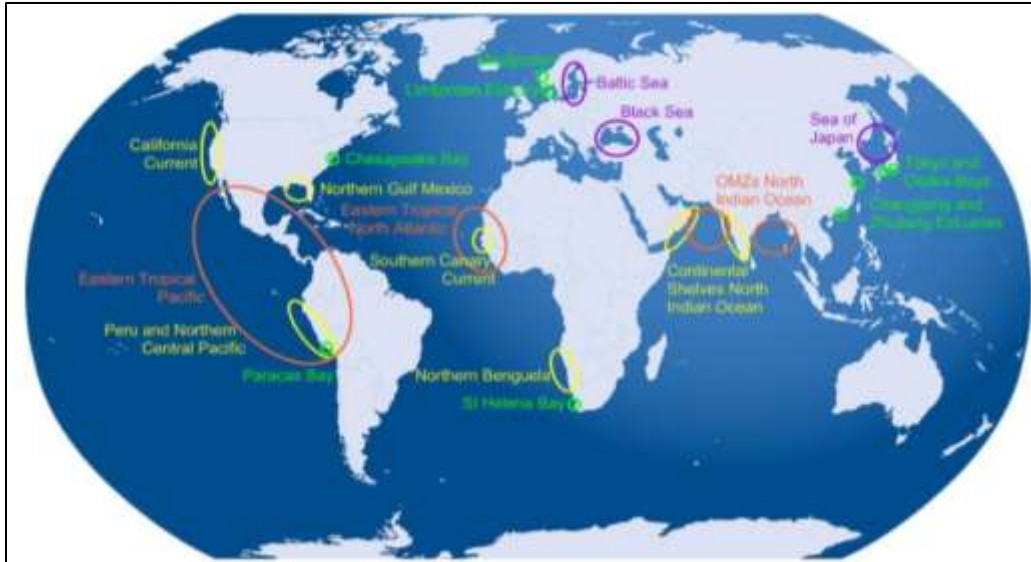 Baltic Sea
Limfjorden
Black Sea
Sea of
Japan
California
Current
Chesapeake Bay
Tokyo and
Osaka Bays
Northern Gulf Mexico
OMZs North
Indian Ocean
Changjiang and
Zhujiang Estuaries
Eastern Tropical
North Atlantic
Southern Canary
Current
Continental
Shelves North
Indian Ocean
Eastern Tropical
Pacific
Peru and Northern
Central Pacific
Paracas Bay
Northern Benguela
St Helena Bay